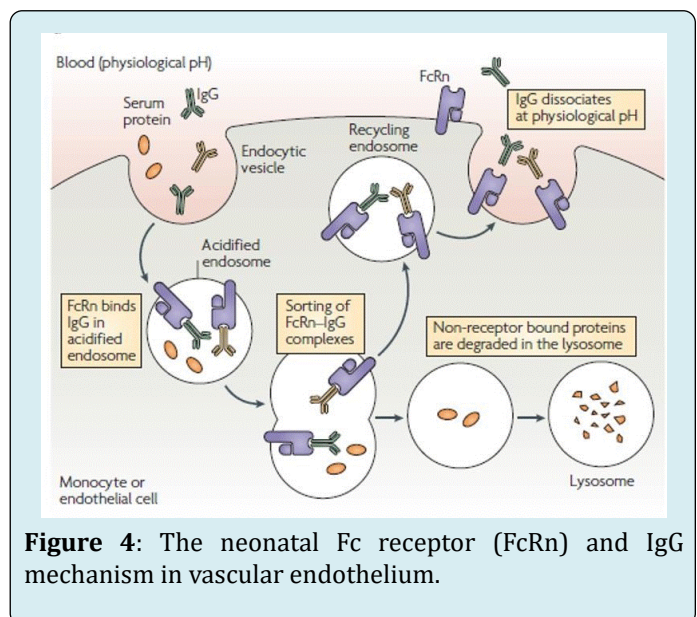 Blood (physiological pH)
IgG
Serum
protein
Endocytic
vesicle
FcRn
IgG dissociates
at physiological pH
Recycling
endosome
Acidified
endosome
FcRn binds
IgG in
acidified
endosome
Sorting of
FcRn–IgG
complexes
Non-receptor bound proteins
are degraded in the lysosome
Lysosome
Monocyte or
endothelial cell
Figure 4: The neonatal Fc receptor (FcRn) and IgG
mechanism in vascular endothelium.